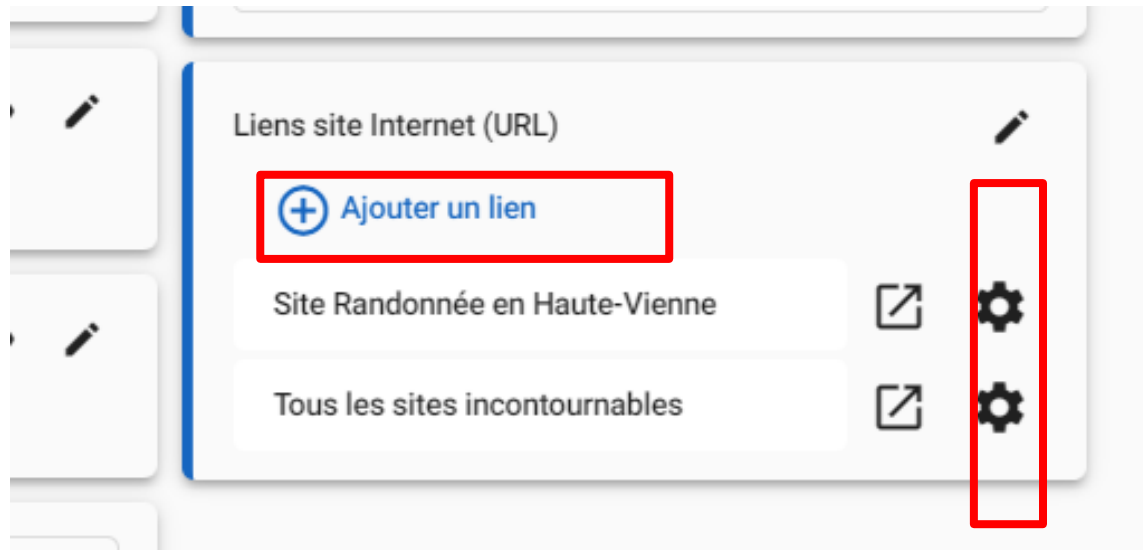 Liens site Internet (URL)
Ajouter un lien
Site Randonnée en Haute-Vienne
Tous les sites incontournables